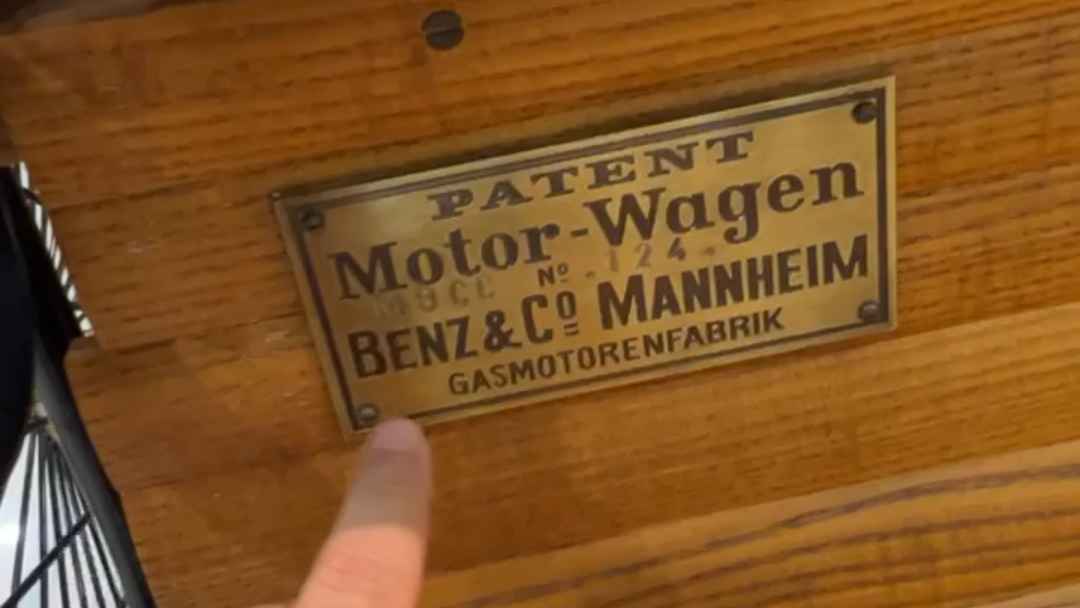 PATENT
Motor-Wagen
Nº .124.
BENZ & Cº MANNHEIM
GASMOTORENFABRIK